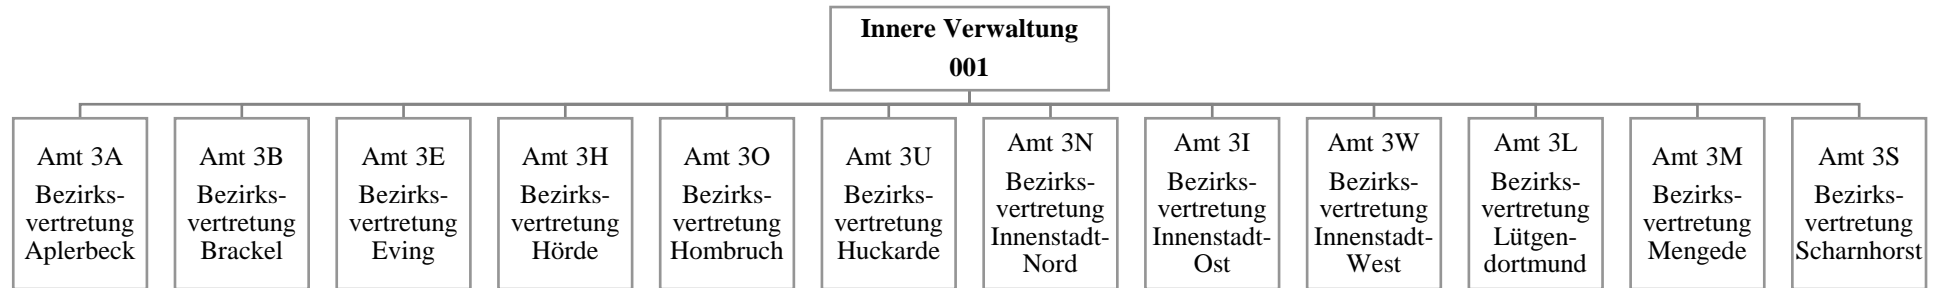 Innere Verwaltung
001
Amt 3A
Bezirks-
vertretung
Aplerbeck
Amt 3B
Bezirks-
vertretung
Brackel
Amt 3E
Bezirks-
vertretung
Eving
Amt 3H
Bezirks-
vertretung
Hörde
Amt 3O
Bezirks-
vertretung
Hombruch
Amt 3U
Bezirks-
vertretung
Huckarde
Amt 3N
Bezirks-
vertretung
Innenstadt-
Nord
Amt 3I
Bezirks-
vertretung
Innenstadt-
Ost
Amt 3W
Bezirks-
vertretung
Innenstadt-
West
Amt 3L
Bezirks-
vertretung
Lütgen-
dortmund
Amt 3M
Bezirks-
vertretung
Mengede
Amt 3S
Bezirks-
vertretung
Scharnhorst